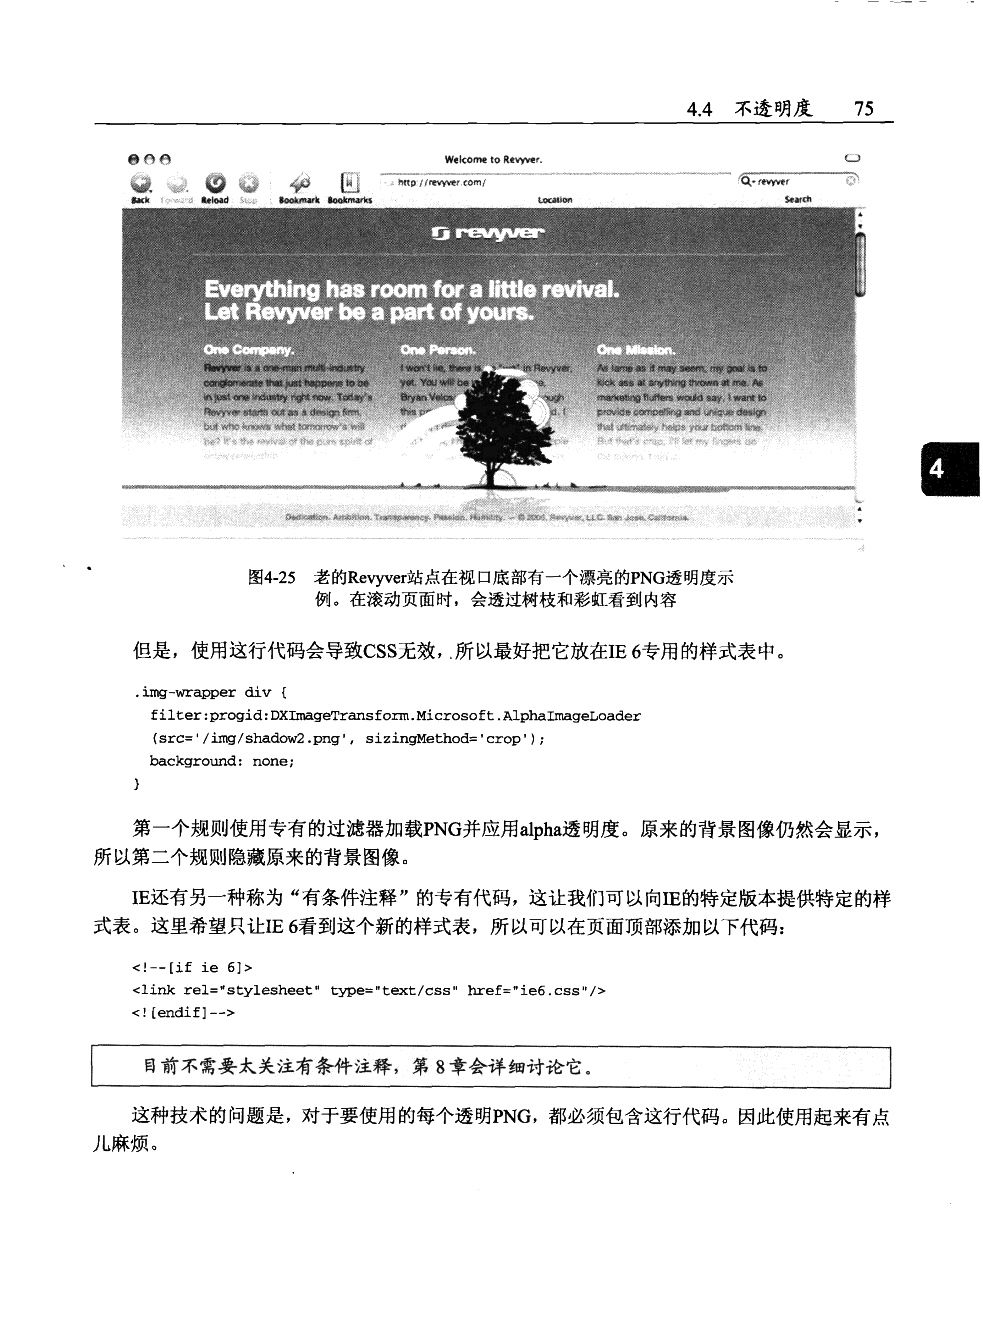 4.4 不透明度 75
Welcome to Revyver.
http://revyver.com/
revyver
Back Forward Reload Stop Bookmark Bookmarks Location Search
revyver
Everything has room for a little revival.
Let Revyver be a part of yours.
One Company. One Person. One Mission.
Revyver is a one-man multi-industry
conglomerate that just happens to be
in just one industry right now. Today's
Revyver starts out as a design firm,
but who knows what tomorrow's will
be? It's the revival of the pure spirit of
I won't lie, there is in Revyver,
yet. You will be
Bryan Velos
As lame as it may seem, my goal is to
kick ass at anything thrown at me. As
marketing fluffers would say, I want to
provide compelling and unique design
that ultimately helps your bottom line.
But that's crap. I'll let my fingers do
Dedication. Ambition. Transparency. Passion. Humility. — © 2006, Revyver, LLC. San Jose, California.
4
图4-25 老的Revyver站点在视口底部有一个漂亮的PNG透明度示
例。在滚动页面时，会透过树枝和彩虹看到内容
但是，使用这行代码会导致CSS无效，所以最好把它放在IE 6专用的样式表中。
.img-wrapper div {
filter:progid:DXImageTransform.Microsoft.AlphaImageLoader
(src='/img/shadow2.png', sizingMethod='crop');
background: none;
}
第一个规则使用专有的过滤器加载PNG并应用alpha透明度。原来的背景图像仍然会显示，
所以第二个规则隐藏原来的背景图像。
IE还有另一种称为“有条件注释”的专有代码，这让我们可以向IE的特定版本提供特定的样
式表。这里希望只让IE 6看到这个新的样式表，所以可以在页面顶部添加以下代码：
<!--[if ie 6]>
<link rel="stylesheet" type="text/css" href="ie6.css"/>
<![endif]-->
目前不需要太关注有条件注释，第 8 章会详细讨论它。
这种技术的问题是，对于要使用的每个透明PNG，都必须包含这行代码。因此使用起来有点
儿麻烦。